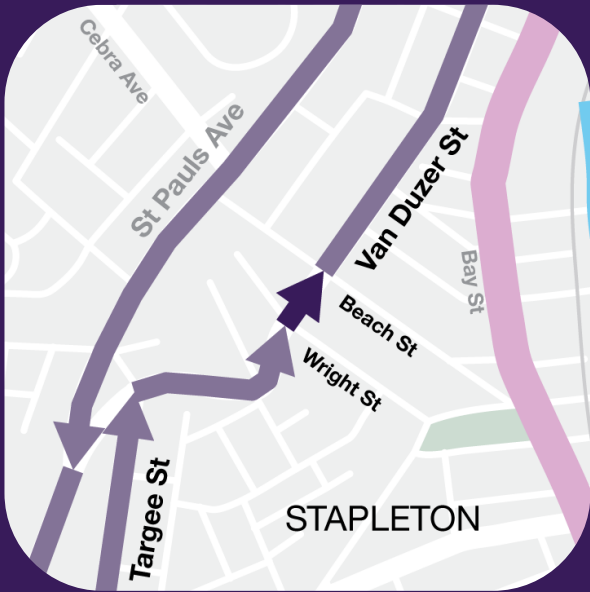 Cebra Ave
St Pauls Ave
Van Duzer St
Bay St
Beach St
Wright St
Targee St
STAPLETON